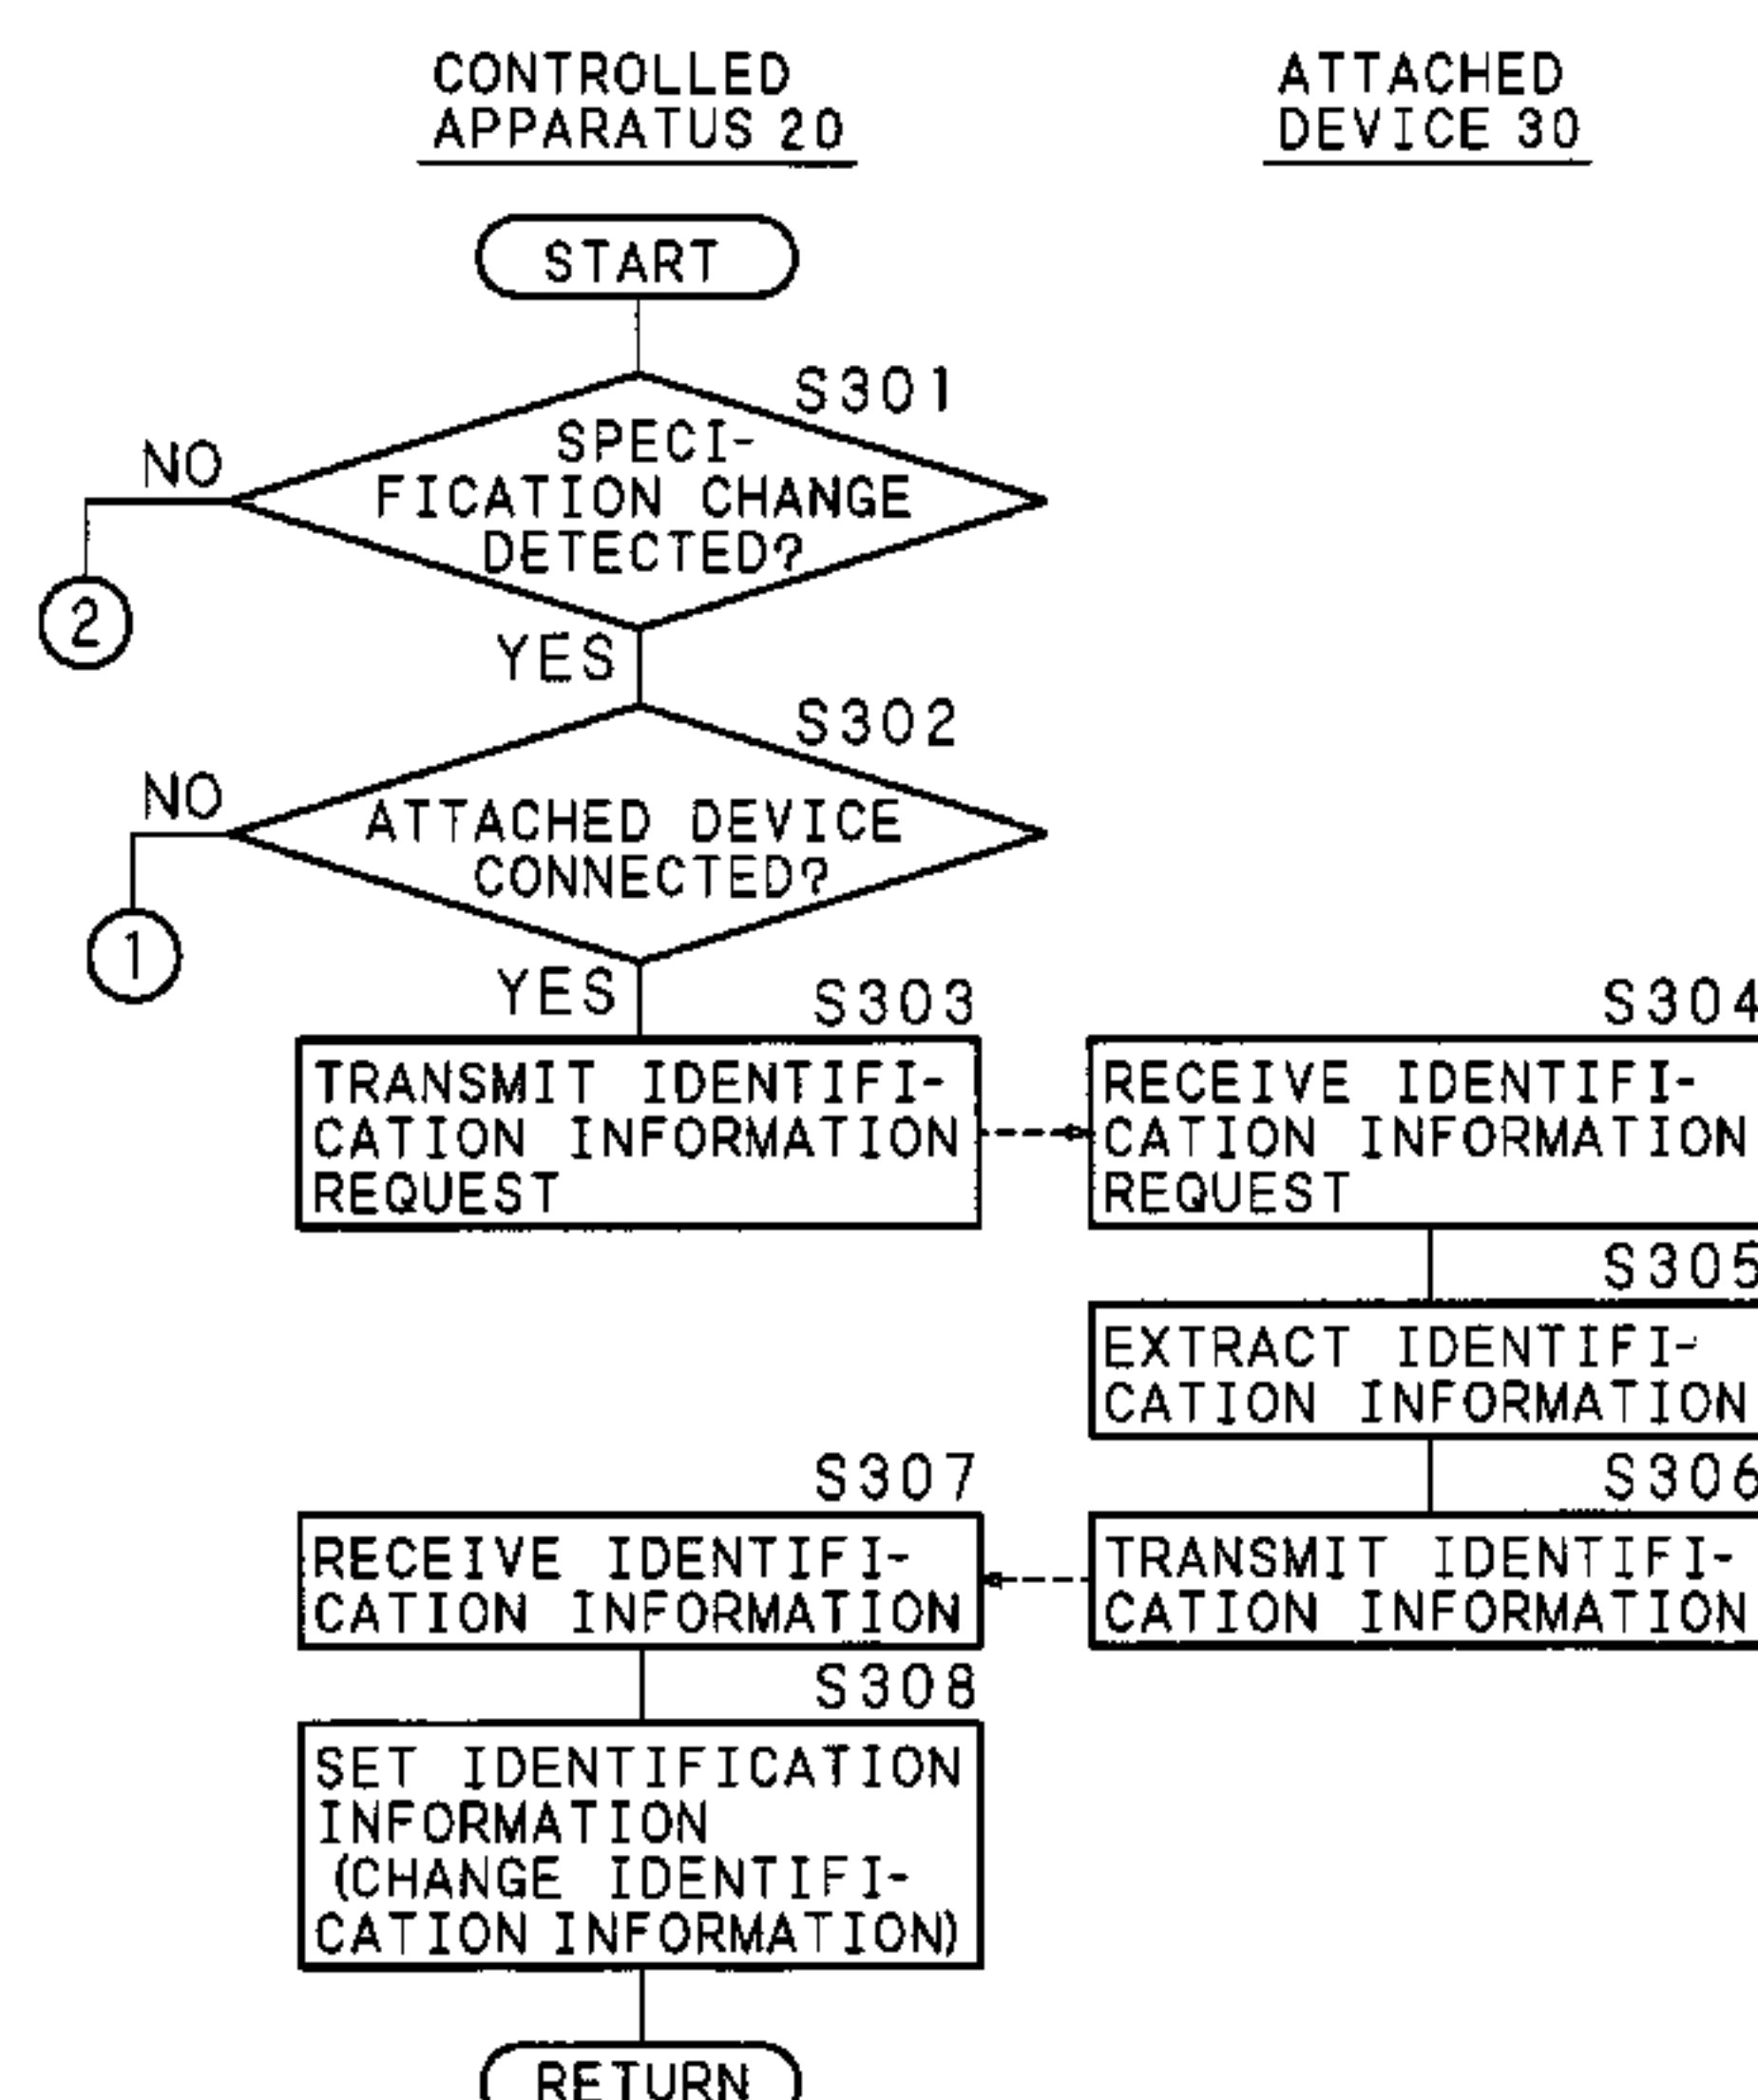 CONTROLLED
APPARATUS 20
ATTACHED
DEVICE 30
START
S301
SPECI-
FICATION CHANGE
DETECTED?
NO
2
YES
S302
ATTACHED DEVICE
CONNECTED?
NO
1
YES
S303
TRANSMIT IDENTIFI-
CATION INFORMATION
REQUEST
S304
RECEIVE IDENTIFI-
CATION INFORMATION
REQUEST
S305
EXTRACT IDENTIFI-
CATION INFORMATION
S306
TRANSMIT IDENTIFI-
CATION INFORMATION
S307
RECEIVE IDENTIFI-
CATION INFORMATION
S308
SET IDENTIFICATION
INFORMATION
(CHANGE IDENTIFI-
CATION INFORMATION)
RETURN